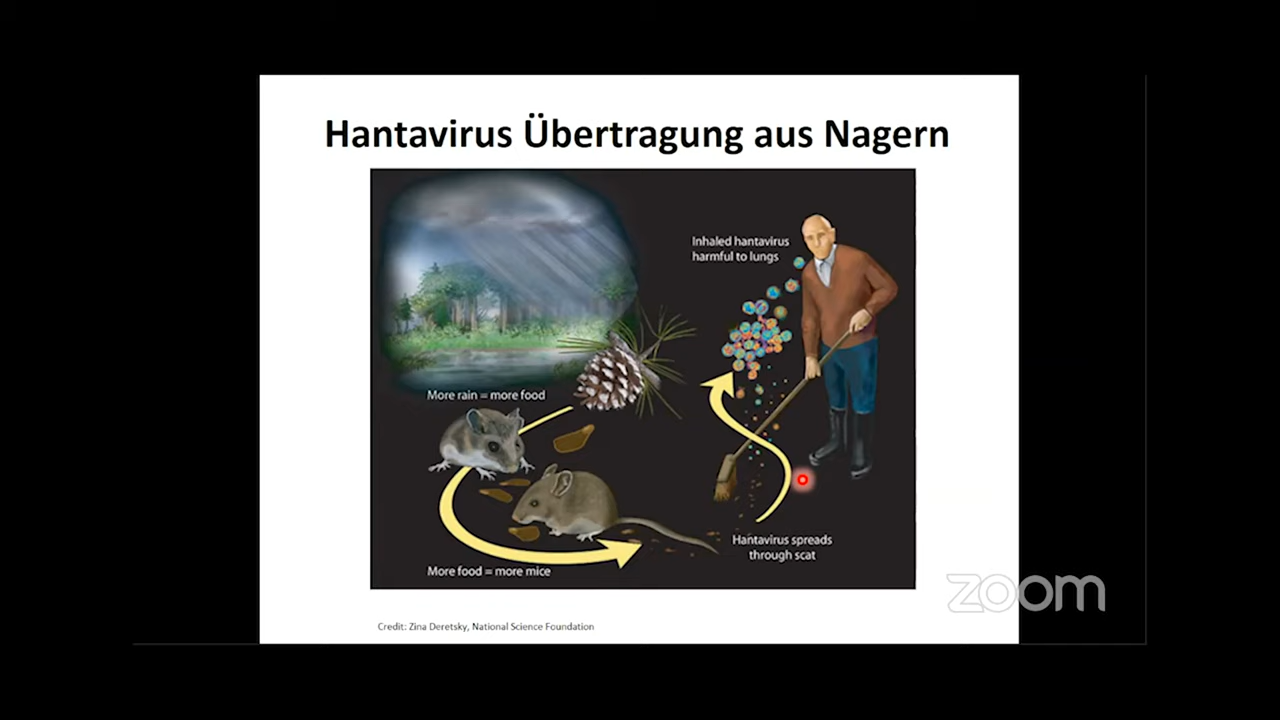 Hantavirus Übertragung aus Nagern
Inhaled hantavirus
harmful to lungs
More rain = more food
Hantavirus spreads
through scat
More food = more mice
Credit: Zina Deretsky, National Science Foundation
zoom